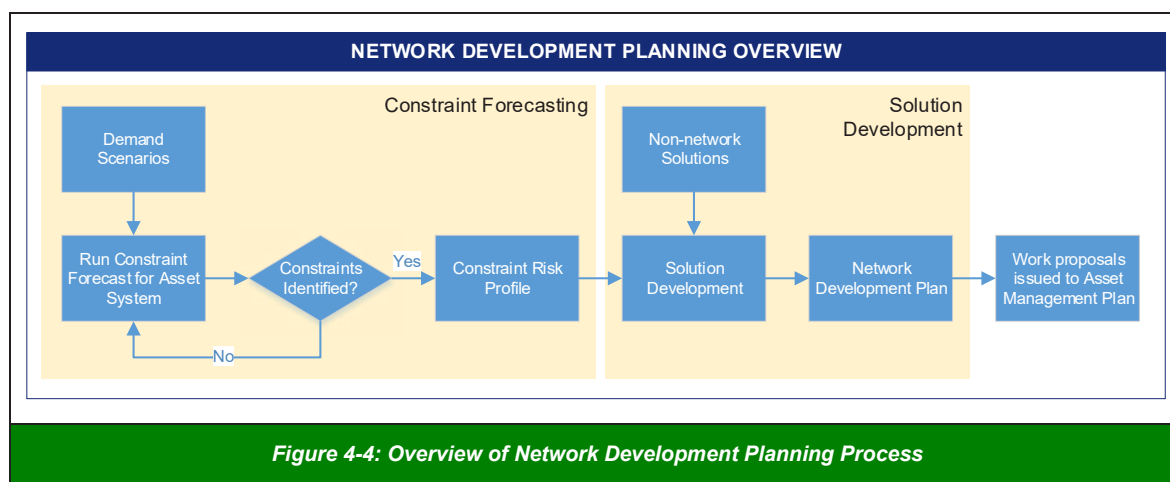 NETWORK DEVELOPMENT PLANNING OVERVIEW
Constraint Forecasting
Solution
Development
Demand
Scenarios
Non-network
Solutions
Run Constraint
Forecast for Asset
System
Constraints
Identified?
Yes
No
Constraint Risk
Profile
Solution
Development
Network
Development Plan
Work proposals
issued to Asset
Management Plan
Figure 4-4: Overview of Network Development Planning Process